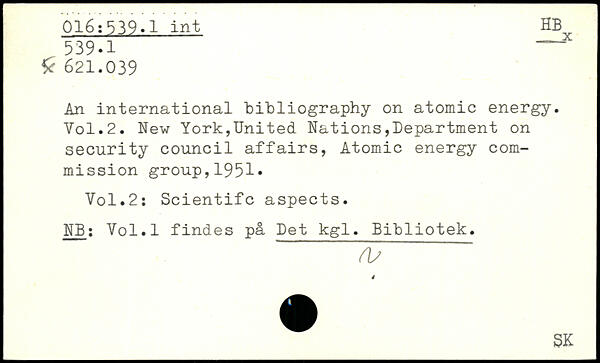 016:539.1 int HB x
539.1
621.039
An international bibliography on atomic energy.
Vol.2. New York,United Nations,Department on
security council affairs, Atomic energy com-
mission group,1951.
Vol.2: Scientifc aspects.
NB: Vol.1 findes på Det kgl. Bibliotek.
SK